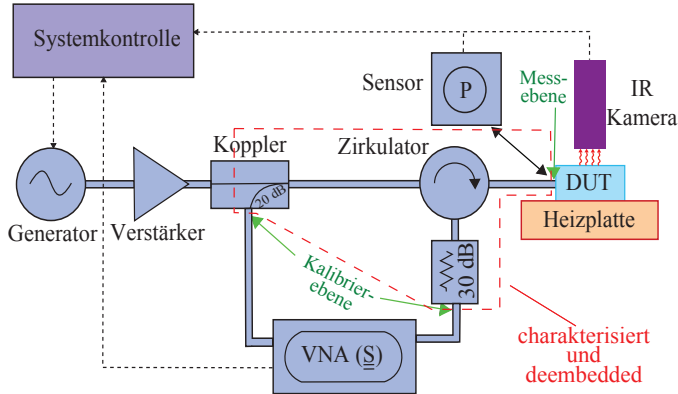 Systemkontrolle
Sensor
P
Mess-
ebene
IR
Kamera
Koppler
Zirkulator
20 dB
DUT
Heizplatte
Generator
Verstärker
Kalibrier-
ebene
30 dB
VNA (S)
charakterisiert
und
deembedded